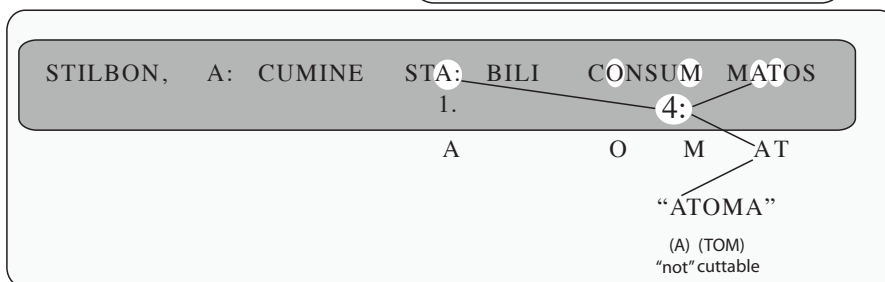 STILBON, A: CUMINE STA: BILI CONSUM MATOS
1. 4:
A O M AT
“ATOMA”
(A) (TOM)
“not” cuttable